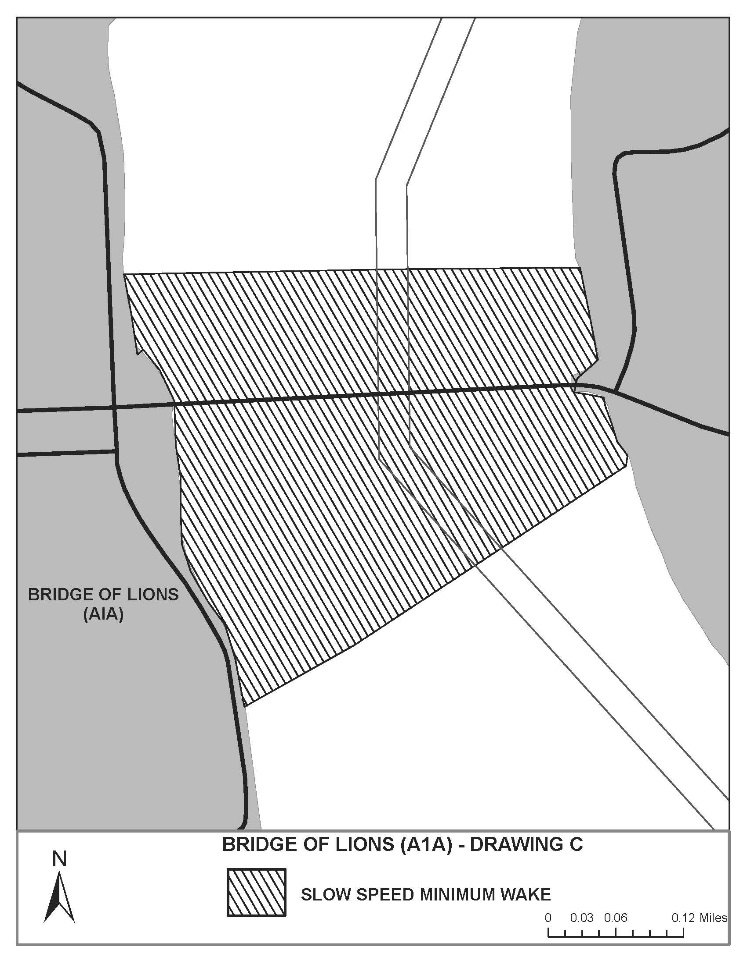 BRIDGE OF LIONS
(AIA)
BRIDGE OF LIONS (A1A) - DRAWING C
N
SLOW SPEED MINIMUM WAKE
0 0.03 0.06 0.12 Miles